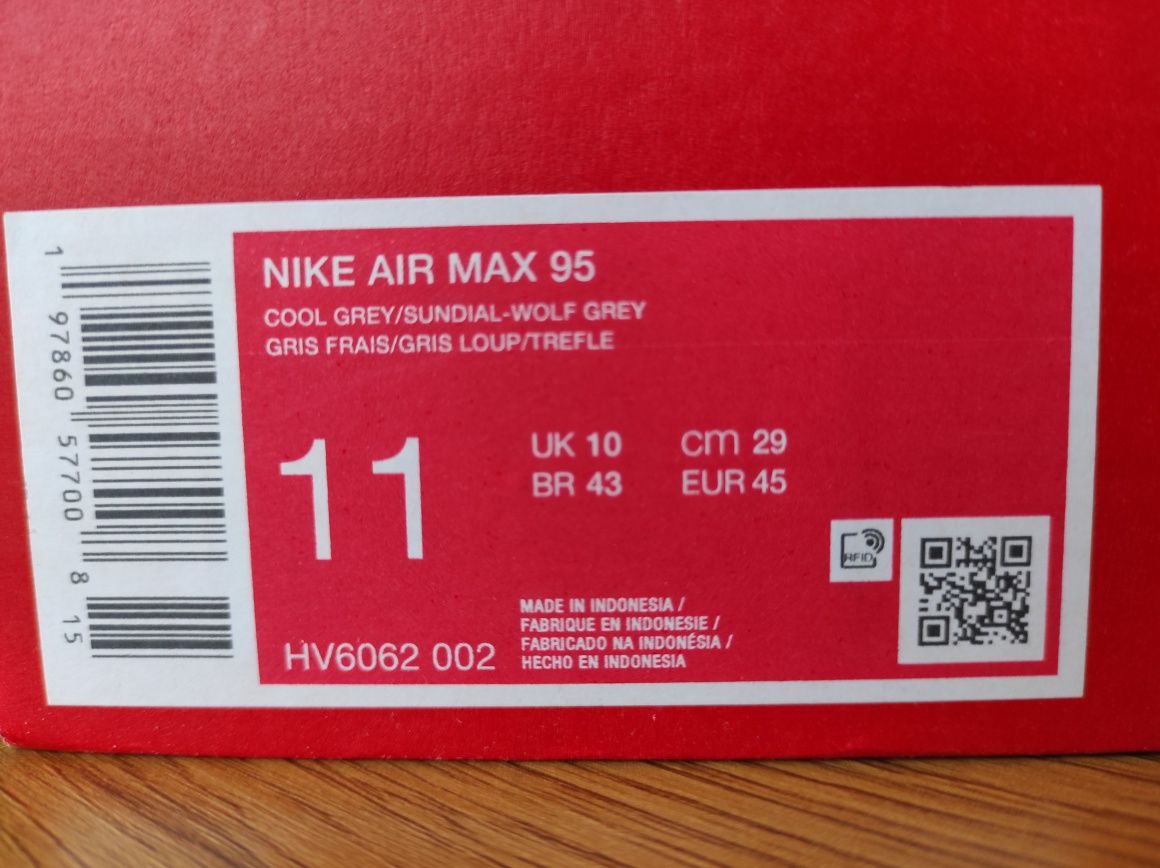 1 97860 57700 8 15
NIKE AIR MAX 95
COOL GREY/SUNDIAL-WOLF GREY
GRIS FRAIS/GRIS LOUP/TREFLE
11
UK 10 cm 29
BR 43 EUR 45
RFID
HV6062 002
MADE IN INDONESIA /
FABRIQUE EN INDONESIE /
FABRICADO NA INDONÉSIA /
HECHO EN INDONESIA